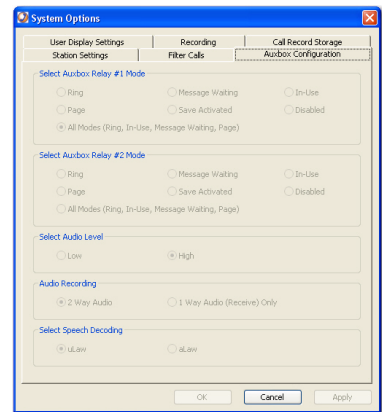 System Options
User Display Settings Recording Call Record Storage
Station Settings Filter Calls Auxbox Configuration
Select Auxbox Relay #1 Mode
Ring Message Waiting In-Use
Page Save Activated Disabled
All Modes (Ring, In-Use, Message Waiting, Page)
Select Auxbox Relay #2 Mode
Ring Message Waiting In-Use
Page Save Activated Disabled
All Modes (Ring, In-Use, Message Waiting, Page)
Select Audio Level
Low High
Audio Recording
2 Way Audio 1 Way Audio (Receive) Only
Select Speech Decoding
uLaw aLaw
OK Cancel Apply